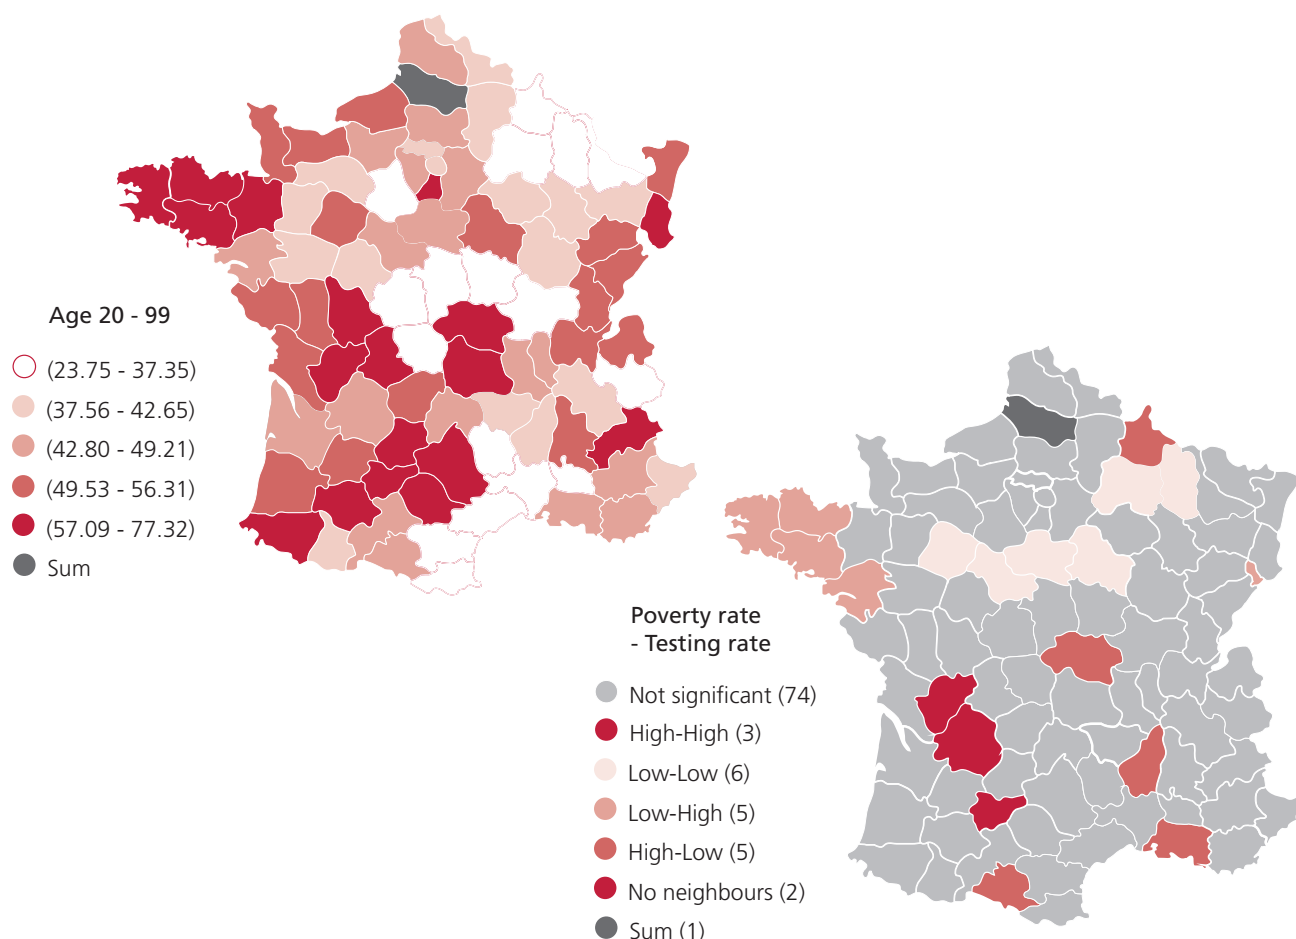 Age 20 - 99
(23.75 - 37.35)
(37.56 - 42.65)
(42.80 - 49.21)
(49.53 - 56.31)
(57.09 - 77.32)
Sum
Poverty rate
- Testing rate
Not significant (74)
High-High (3)
Low-Low (6)
Low-High (5)
High-Low (5)
No neighbours (2)
Sum (1)